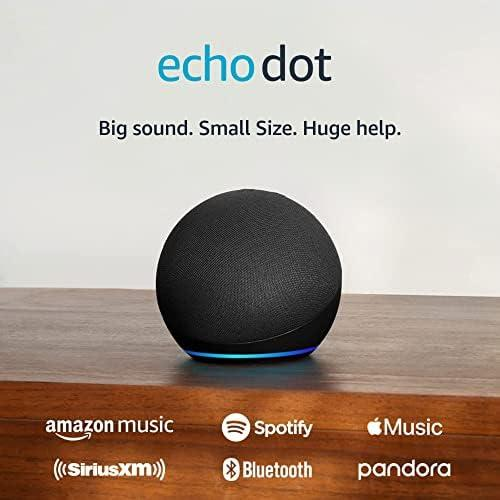 echo dot
Big sound. Small Size. Huge help.
amazon music
Spotify
Music
SiriusXM
Bluetooth
pandora